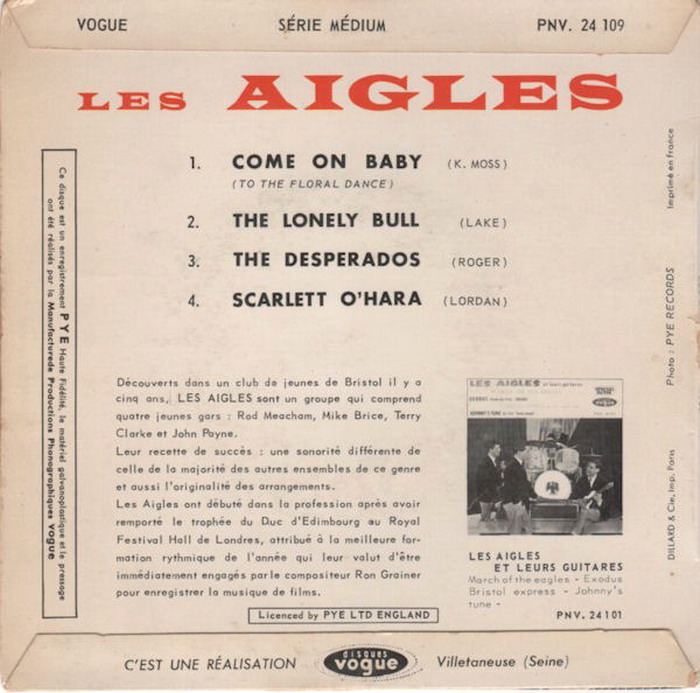 VOGUE SÉRIE MÉDIUM PNV. 24 109
LES AIGLES
1. COME ON BABY (K. MOSS)
(TO THE FLORAL DANCE)
2. THE LONELY BULL (LAKE)
3. THE DESPERADOS (ROGER)
4. SCARLETT O'HARA (LORDAN)
Ce disque est un enregistrement PYE Haute Fidélité, le matériel galvanoplastique et le pressage
ont été réalisés par la Manufacturede Productions Phonographiques VOGUE
Imprimé en France
Photo : PYE RECORDS
DILLARD & Cie, Imp. Paris
Découverts dans un club de jeunes de Bristol il y a
cinq ans, LES AIGLES sont un groupe qui comprend
quatre jeunes gars : Rod Meacham, Mike Brice, Terry
Clarke et John Payne.
Leur recette de succès : une sonorité différente de
celle de la majorité des autres ensembles de ce genre
et aussi l'originalité des arrangements.
Les Aigles ont débuté dans la profession après avoir
remporté le trophée du Duc d'Edimbourg au Royal
Festival Hall de Londres, attribué à la meilleure for-
mation rythmique de l'année qui leur valut d'être
immédiatement engagés par le compositeur Ron Grainer
pour enregistrer la musique de films.
Licenced by PYE LTD ENGLAND
LES AIGLES et leurs guitares
EXODUS
JOHNNY'S TUNE
vogue
LES AIGLES
ET LEURS GUITARES
March of the eagles - Exodus
Bristol express - Johnny's
tune -
PNV. 24101
C'EST UNE RÉALISATION disques vogue Villetaneuse (Seine)